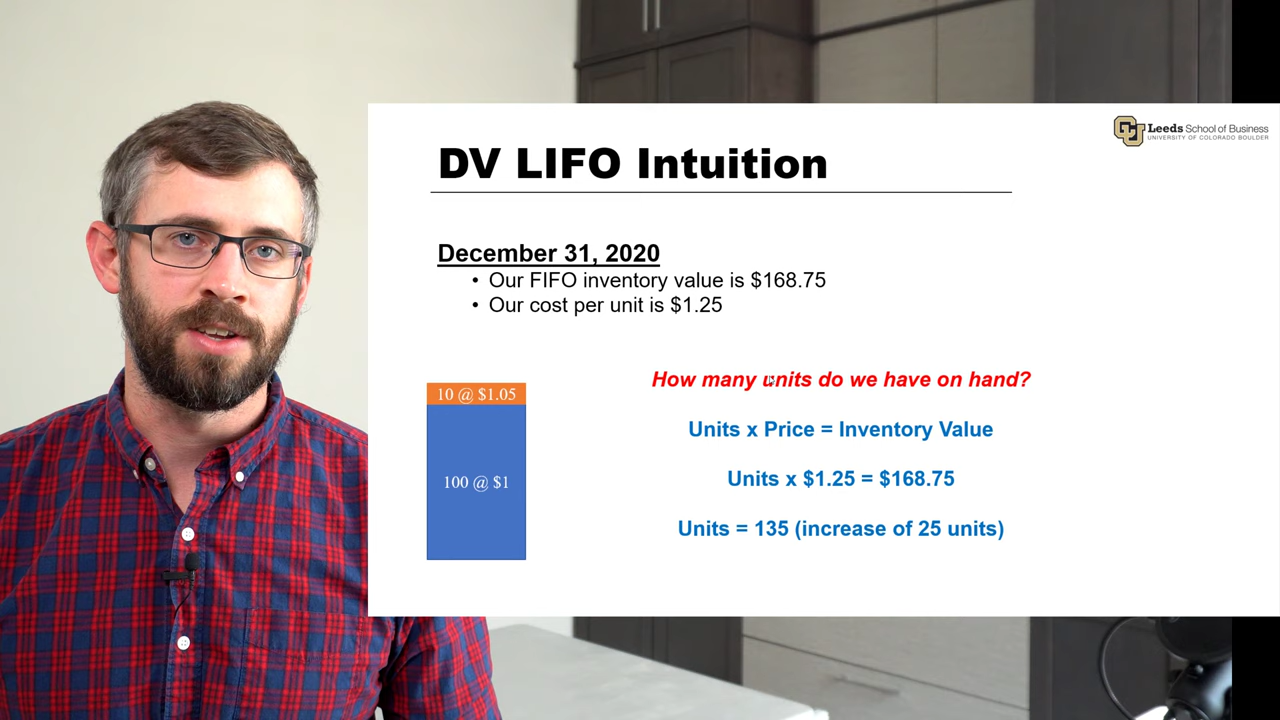 CU Leeds School of Business
UNIVERSITY OF COLORADO BOULDER
DV LIFO Intuition
December 31, 2020
• Our FIFO inventory value is $168.75
• Our cost per unit is $1.25
How many units do we have on hand?
10 @ $1.05
Units x Price = Inventory Value
100 @ $1
Units x $1.25 = $168.75
Units = 135 (increase of 25 units)